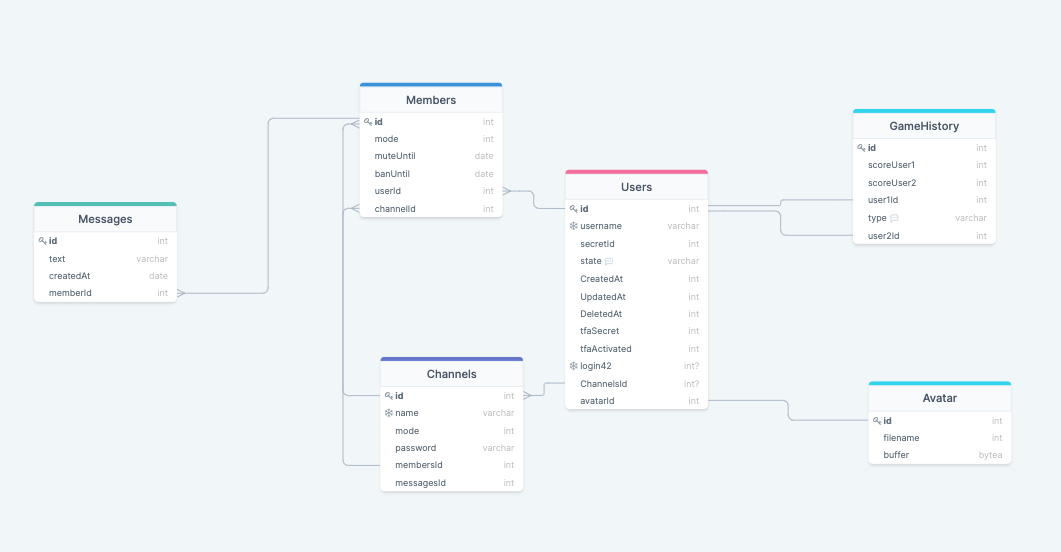 Members
id int
mode int
muteUntil date
banUntil date
userId int
channelId int
GameHistory
id int
scoreUser1 int
scoreUser2 int
user1Id int
type varchar
user2Id int
Users
id int
username varchar
secretId int
state varchar
CreatedAt int
UpdatedAt int
DeletedAt int
tfaSecret int
tfaActivated int
login42 int?
ChannelsId int?
avatarId int
Messages
id int
text varchar
createdAt date
memberId int
Channels
id int
name varchar
mode int
password varchar
membersId int
messagesId int
Avatar
id int
filename int
buffer bytea